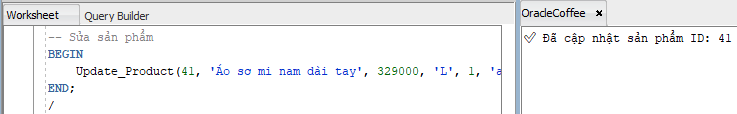 Worksheet Query Builder
-- Sửa sản phẩm
BEGIN
Update_Product(41, 'Áo sơ mi nam dài tay', 329000, 'L', 1, 'a
END;
/
OracleCoffee ×
Đã cập nhật sản phẩm ID: 41